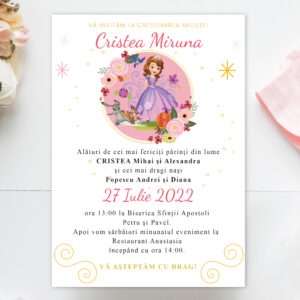 VĂ INVITĂM LA CREȘTINAREA MICUȚEI
Cristea Miruna
Alături de cei mai fericiți părinți din lume
CRISTEA Mihai și Alexandra
și cei mai dragi nași
Popescu Andrei și Diana
27 Iulie 2022
ora 13:00 la Biserica Sfinții Apostoli
Petru și Pavel.
Apoi vom sărbători minunatul eveniment la
Restaurant Anastasia
începând cu ora 14:00.
VĂ AȘTEPTĂM CU DRAG!